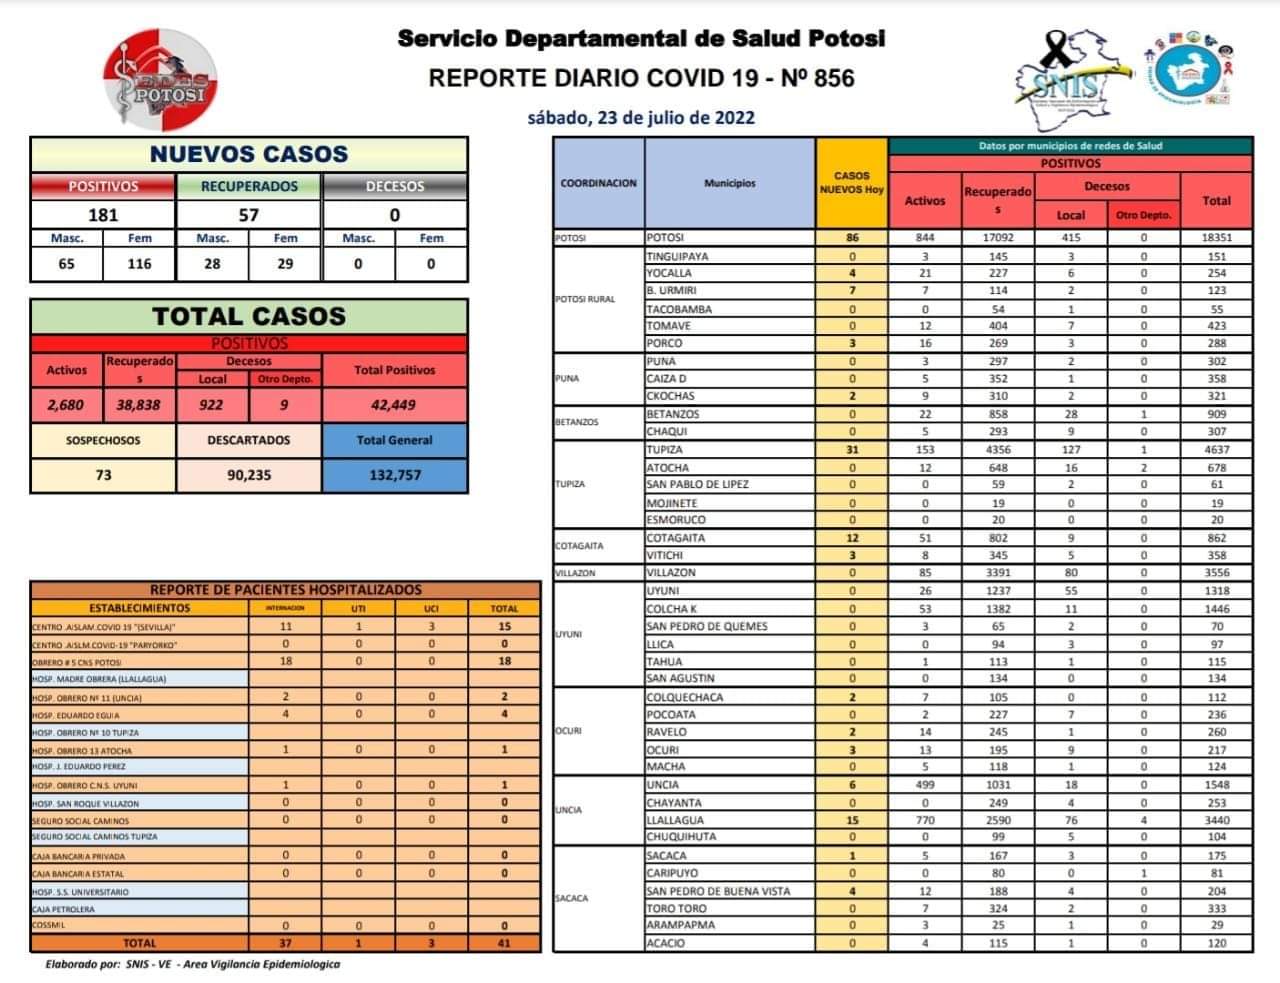 Servicio Departamental de Salud Potosi
REPORTE DIARIO COVID 19 - Nº 856
sábado, 23 de julio de 2022
SEDES
POTOSI
SNIS
NUEVOS CASOS
POSITIVOS RECUPERADOS DECESOS
181 57 0
Masc. Fem Masc. Fem Masc. Fem
65 116 28 29 0 0
TOTAL CASOS
POSITIVOS
Activos Recuperados Decesos Total Positivos
Local Otro Depto.
2,680 38,838 922 9 42,449
SOSPECHOSOS DESCARTADOS Total General
73 90,235 132,757
REPORTE DE PACIENTES HOSPITALIZADOS
ESTABLECIMIENTOS INTERNACION UTI UCI TOTAL
CENTRO .AISLAM.COVID 19 "(SEVILLA)" 11 1 3 15
CENTRO .AISLM.COVID-19 "PARYORKO" 0 0 0 0
OBRERO # 5 CNS POTOSI 18 0 0 18
HOSP. MADRE OBRERA (LLALLAGUA)
HOSP. OBRERO Nº 11 (UNCIA) 2 0 0 2
HOSP. EDUARDO EGUIA 4 0 0 4
HOSP. OBRERO Nº 10 TUPIZA
HOSP. OBRERO 13 ATOCHA 1 0 0 1
HOSP. J. EDUARDO PEREZ
HOSP. OBRERO C.N.S. UYUNI 1 0 0 1
HOSP. SAN ROQUE VILLAZON 0 0 0 0
SEGURO SOCIAL CAMINOS 0 0 0 0
SEGURO SOCIAL CAMINOS TUPIZA
CAJA BANCARIA PRIVADA 0 0 0 0
CAJA BANCARIA ESTATAL 0 0 0 0
HOSP. S.S. UNIVERSITARIO
CAJA PETROLERA
COSSMIL 0 0 0 0
TOTAL 37 1 3 41
Elaborado por: SNIS - VE - Area Vigilancia Epidemiologica
COORDINACION Municipios CASOS NUEVOS Hoy Datos por municipios de redes de Salud
POSITIVOS
Activos Recuperados Decesos Total
Local Otro Depto.
POTOSI POTOSI 86 844 17092 415 0 18351
POTOSI RURAL TINGUIPAYA 0 3 145 3 0 151
YOCALLA 4 21 227 6 0 254
B. URMIRI 7 7 114 2 0 123
TACOBAMBA 0 0 54 1 0 55
TOMAVE 0 12 404 7 0 423
PORCO 3 16 269 3 0 288
PUNA PUNA 0 3 297 2 0 302
CAIZA D 0 5 352 1 0 358
CKOCHAS 2 9 310 2 0 321
BETANZOS BETANZOS 0 22 858 28 1 909
CHAQUI 0 5 293 9 0 307
TUPIZA TUPIZA 31 153 4356 127 1 4637
ATOCHA 0 12 648 16 2 678
SAN PABLO DE LIPEZ 0 0 59 2 0 61
MOJINETE 0 0 19 0 0 19
ESMORUCO 0 0 20 0 0 20
COTAGAITA COTAGAITA 12 51 802 9 0 862
VITICHI 3 8 345 5 0 358
VILLAZON VILLAZON 0 85 3391 80 0 3556
UYUNI UYUNI 0 26 1237 55 0 1318
COLCHA K 0 53 1382 11 0 1446
SAN PEDRO DE QUEMES 0 3 65 2 0 70
LLICA 0 0 94 3 0 97
TAHUA 0 1 113 1 0 115
SAN AGUSTIN 0 0 134 0 0 134
OCURI COLQUECHACA 2 7 105 0 0 112
POCOATA 0 2 227 7 0 236
RAVELO 2 14 245 1 0 260
OCURI 3 13 195 9 0 217
MACHA 0 5 118 1 0 124
UNCIA UNCIA 6 499 1031 18 0 1548
CHAYANTA 0 0 249 4 0 253
LLALLAGUA 15 770 2590 76 4 3440
CHUQUIHUTA 0 0 99 5 0 104
SACACA SACACA 1 5 167 3 0 175
CARIPUYO 0 0 80 0 1 81
SAN PEDRO DE BUENA VISTA 4 12 188 4 0 204
TORO TORO 0 7 324 2 0 333
ARAMPAPMA 0 3 25 1 0 29
ACACIO 0 4 115 1 0 120